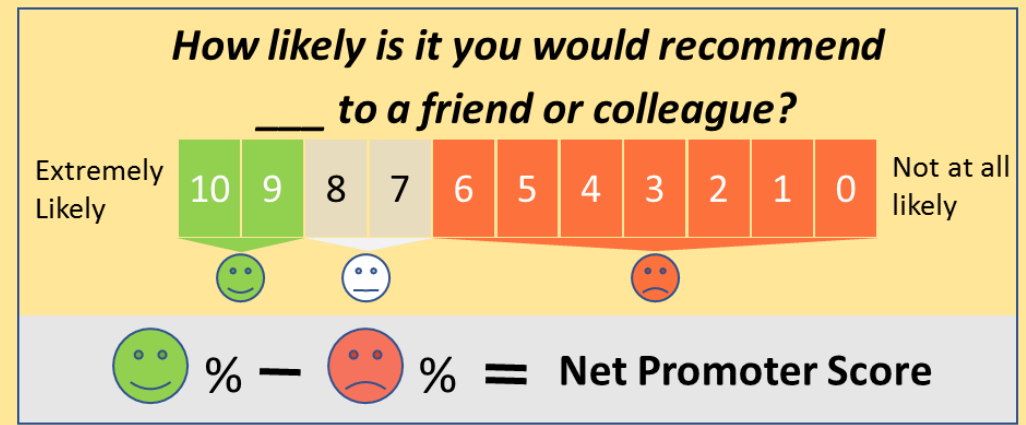 How likely is it you would recommend
___ to a friend or colleague?
Extremely
Likely
10 9 8 7 6 5 4 3 2 1 0
Not at all
likely
% − % = Net Promoter Score